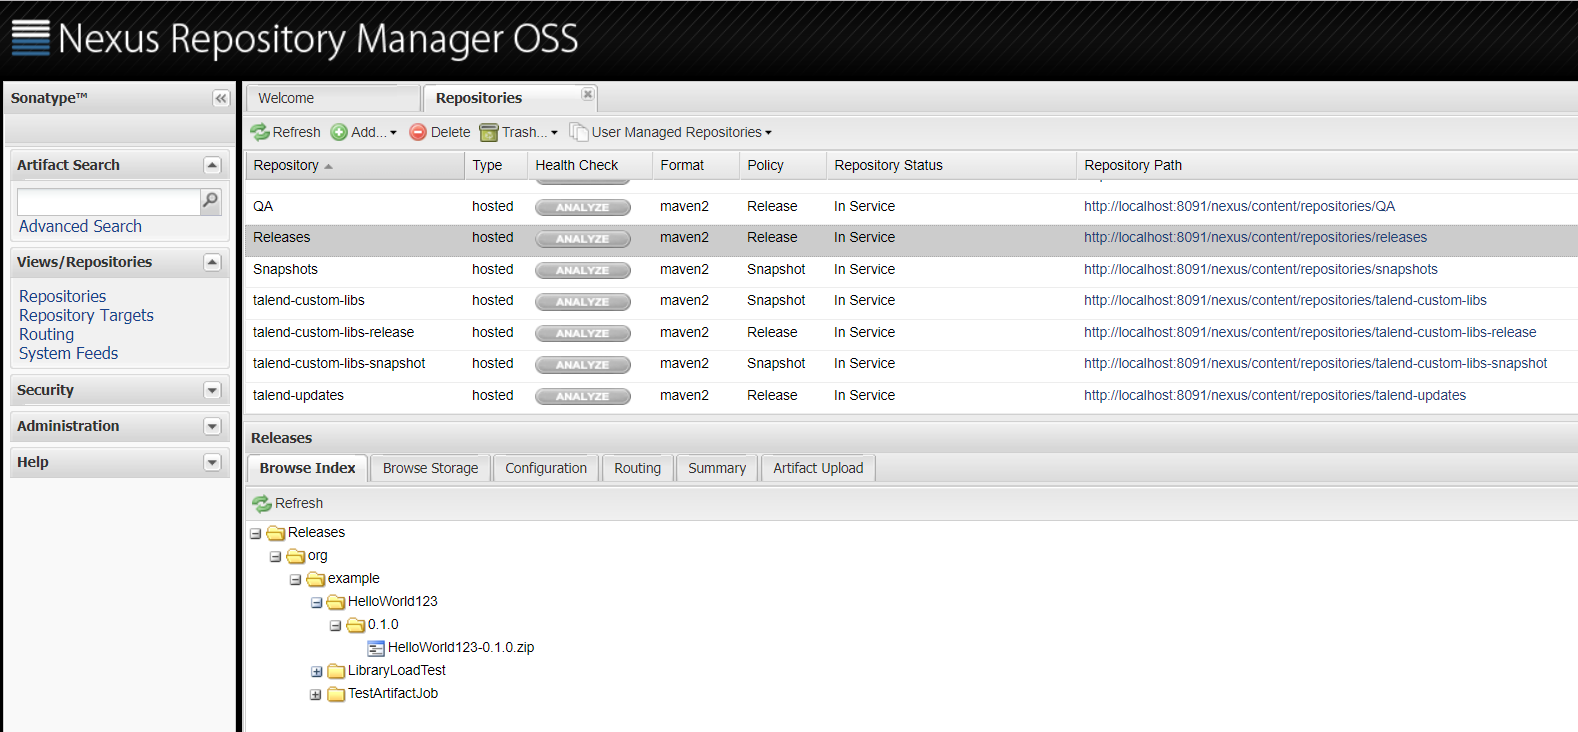 Nexus Repository Manager OSS
Sonatype™
Welcome
Repositories
Refresh Add... Delete Trash... User Managed Repositories
Artifact Search
Advanced Search
Views/Repositories
Repositories
Repository Targets
Routing
System Feeds
Security
Administration
Help
Repository Type Health Check Format Policy Repository Status Repository Path
QA hosted ANALYZE maven2 Release In Service http://localhost:8091/nexus/content/repositories/QA
Releases hosted ANALYZE maven2 Release In Service http://localhost:8091/nexus/content/repositories/releases
Snapshots hosted ANALYZE maven2 Snapshot In Service http://localhost:8091/nexus/content/repositories/snapshots
talend-custom-libs hosted ANALYZE maven2 Snapshot In Service http://localhost:8091/nexus/content/repositories/talend-custom-libs
talend-custom-libs-release hosted ANALYZE maven2 Release In Service http://localhost:8091/nexus/content/repositories/talend-custom-libs-release
talend-custom-libs-snapshot hosted ANALYZE maven2 Snapshot In Service http://localhost:8091/nexus/content/repositories/talend-custom-libs-snapshot
talend-updates hosted ANALYZE maven2 Release In Service http://localhost:8091/nexus/content/repositories/talend-updates
Releases
Browse Index Browse Storage Configuration Routing Summary Artifact Upload
Refresh
Releases
org
example
HelloWorld123
0.1.0
HelloWorld123-0.1.0.zip
LibraryLoadTest
TestArtifactJob